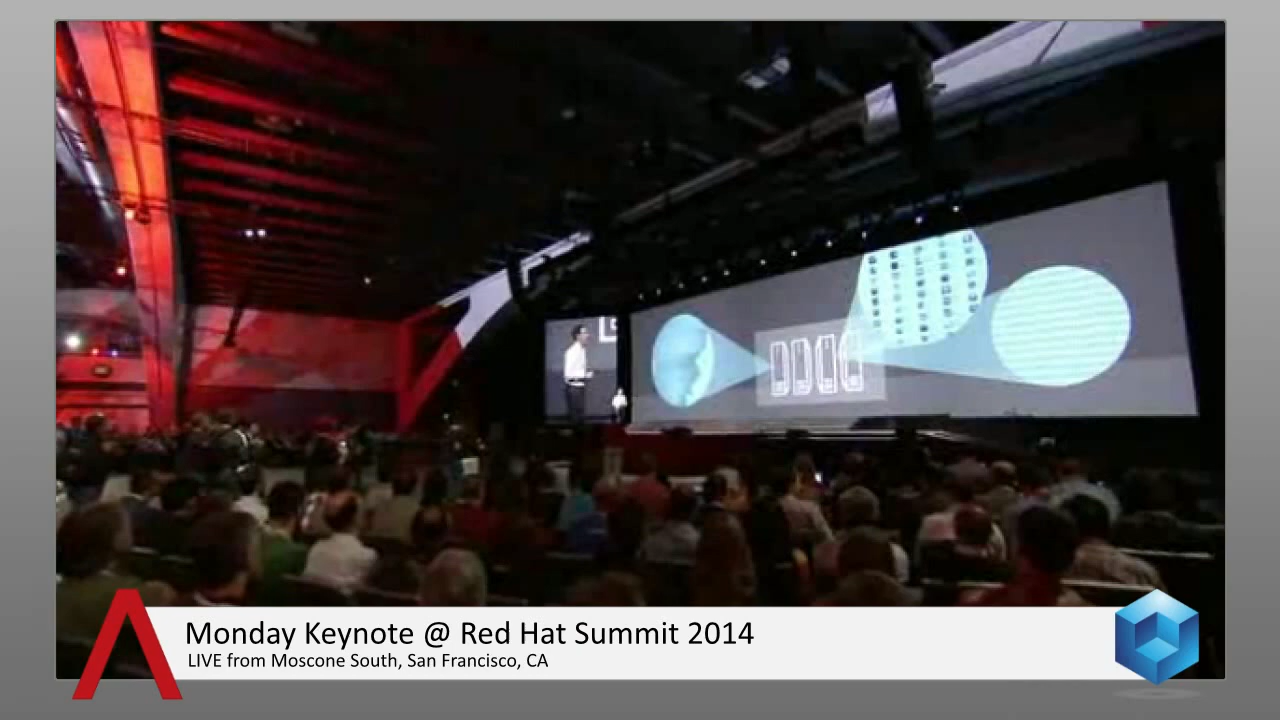 Monday Keynote @ Red Hat Summit 2014
LIVE from Moscone South, San Francisco, CA